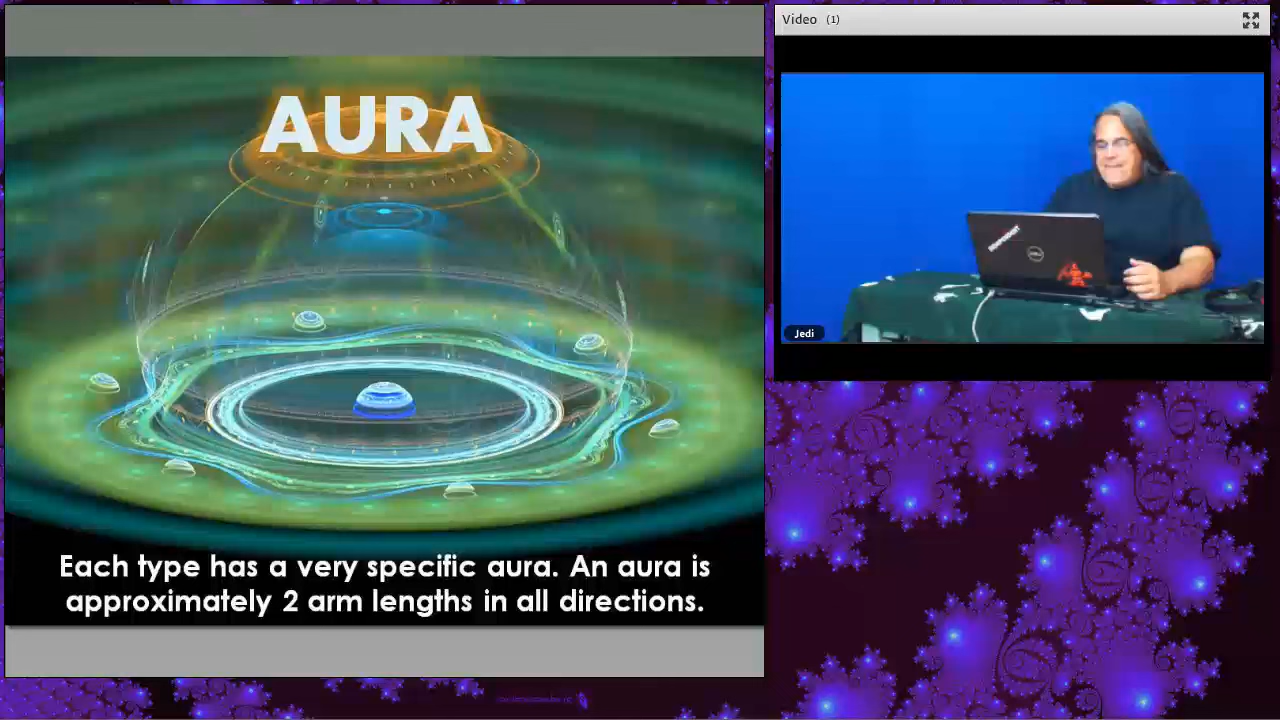 AURA
Each type has a very specific aura. An aura is
approximately 2 arm lengths in all directions.
Video (1)
Jedi
DELL